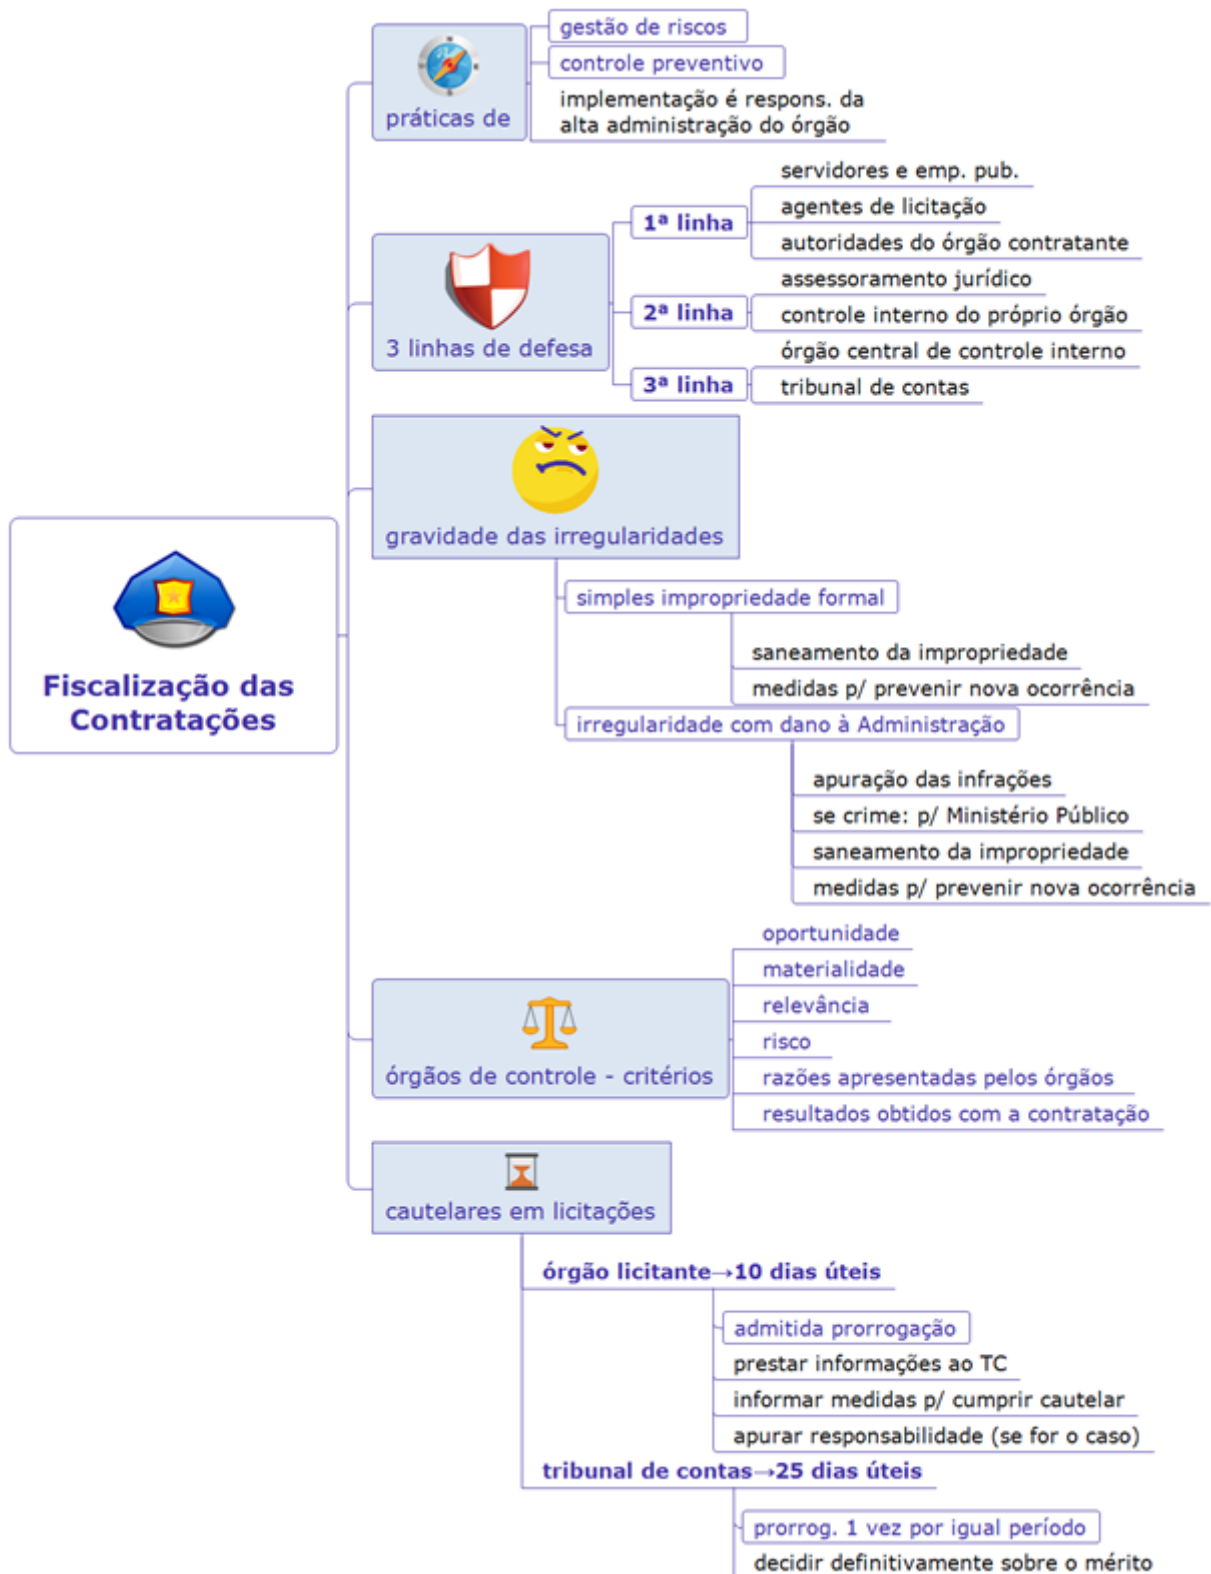 gestão de riscos
controle preventivo
implementação é respons. da
alta administração do órgão
práticas de
servidores e emp. pub.
agentes de licitação
autoridades do órgão contratante
1ª linha
assessoramento jurídico
controle interno do próprio órgão
2ª linha
órgão central de controle interno
tribunal de contas
3ª linha
3 linhas de defesa
gravidade das irregularidades
simples impropriedade formal
saneamento da impropriedade
medidas p/ prevenir nova ocorrência
irregularidade com dano à Administração
apuração das infrações
se crime: p/ Ministério Público
saneamento da impropriedade
medidas p/ prevenir nova ocorrência
Fiscalização das
Contratações
oportunidade
materialidade
relevância
risco
razões apresentadas pelos órgãos
resultados obtidos com a contratação
órgãos de controle - critérios
cautelares em licitações
órgão licitante→10 dias úteis
admitida prorrogação
prestar informações ao TC
informar medidas p/ cumprir cautelar
apurar responsabilidade (se for o caso)
tribunal de contas→25 dias úteis
prorrog. 1 vez por igual período
decidir definitivamente sobre o mérito